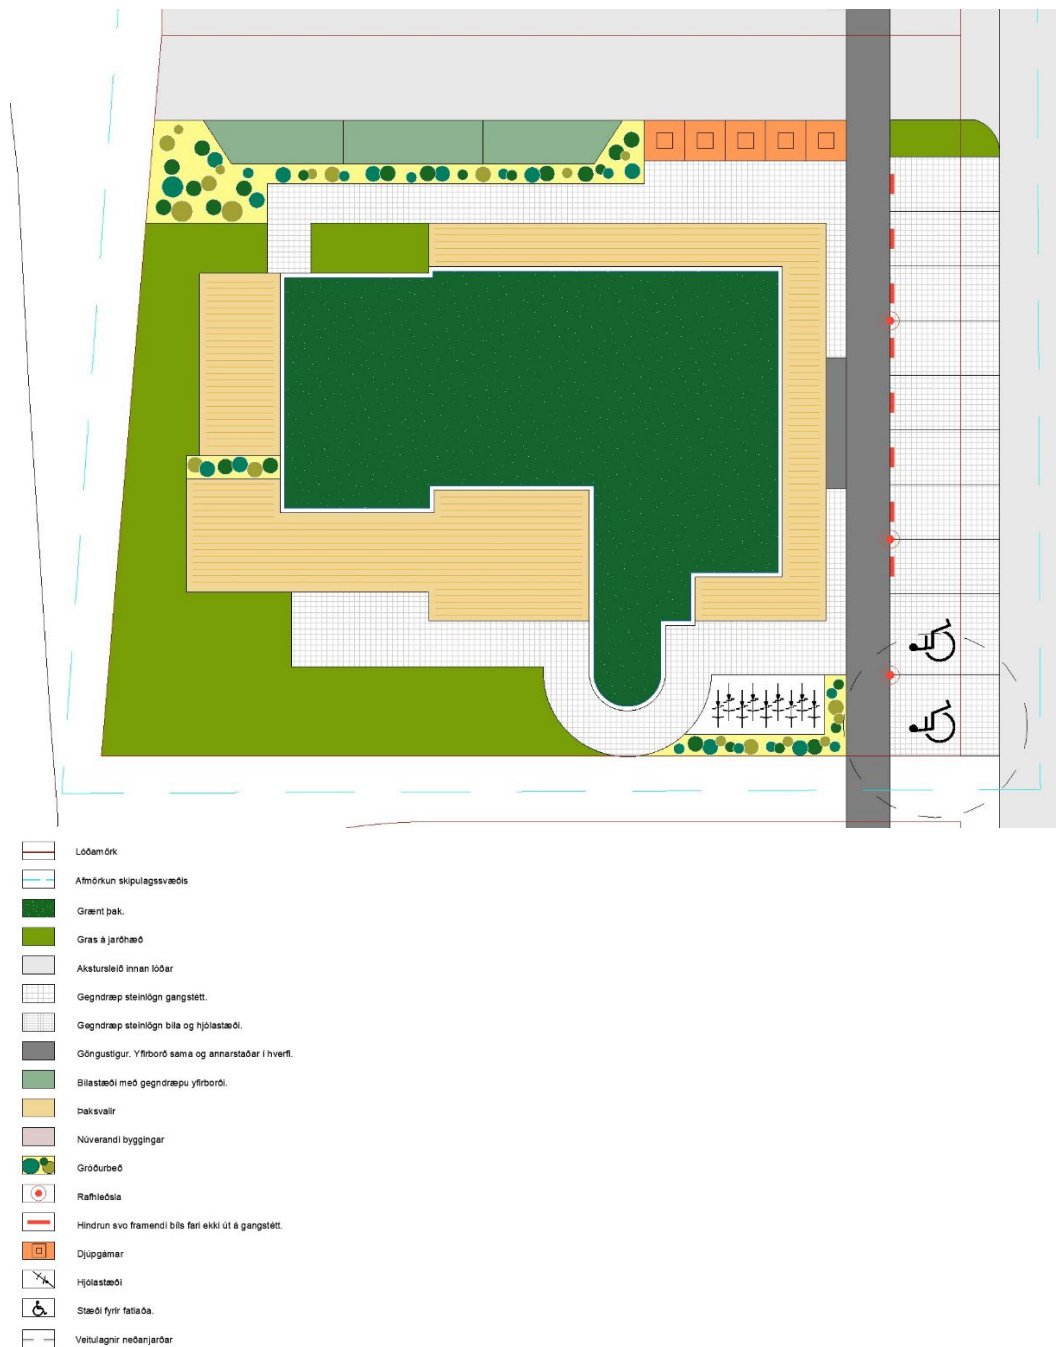 Lóðamörk
Afmörkun skipulagssvæðis
Grænt þak.
Gras á jarðhæð
Akstursleið innan lóðar
Gegndræp steinlögn gangstétt.
Gegndræp steinlögn bíla og hjólastæði.
Göngustígur. Yfirborð sama og annarstaðar í hverfi.
Bílastæði með gegndræpu yfirborði.
Þaksvalir
Núverandi byggingar
Gróðurbeð
Rafhleðsla
Hindrun svo framendi bíls fari ekki út á gangstétt.
Djúpgámar
Hjólastæði
Stæði fyrir fatlaða.
Veitulagnir neðanjarðar